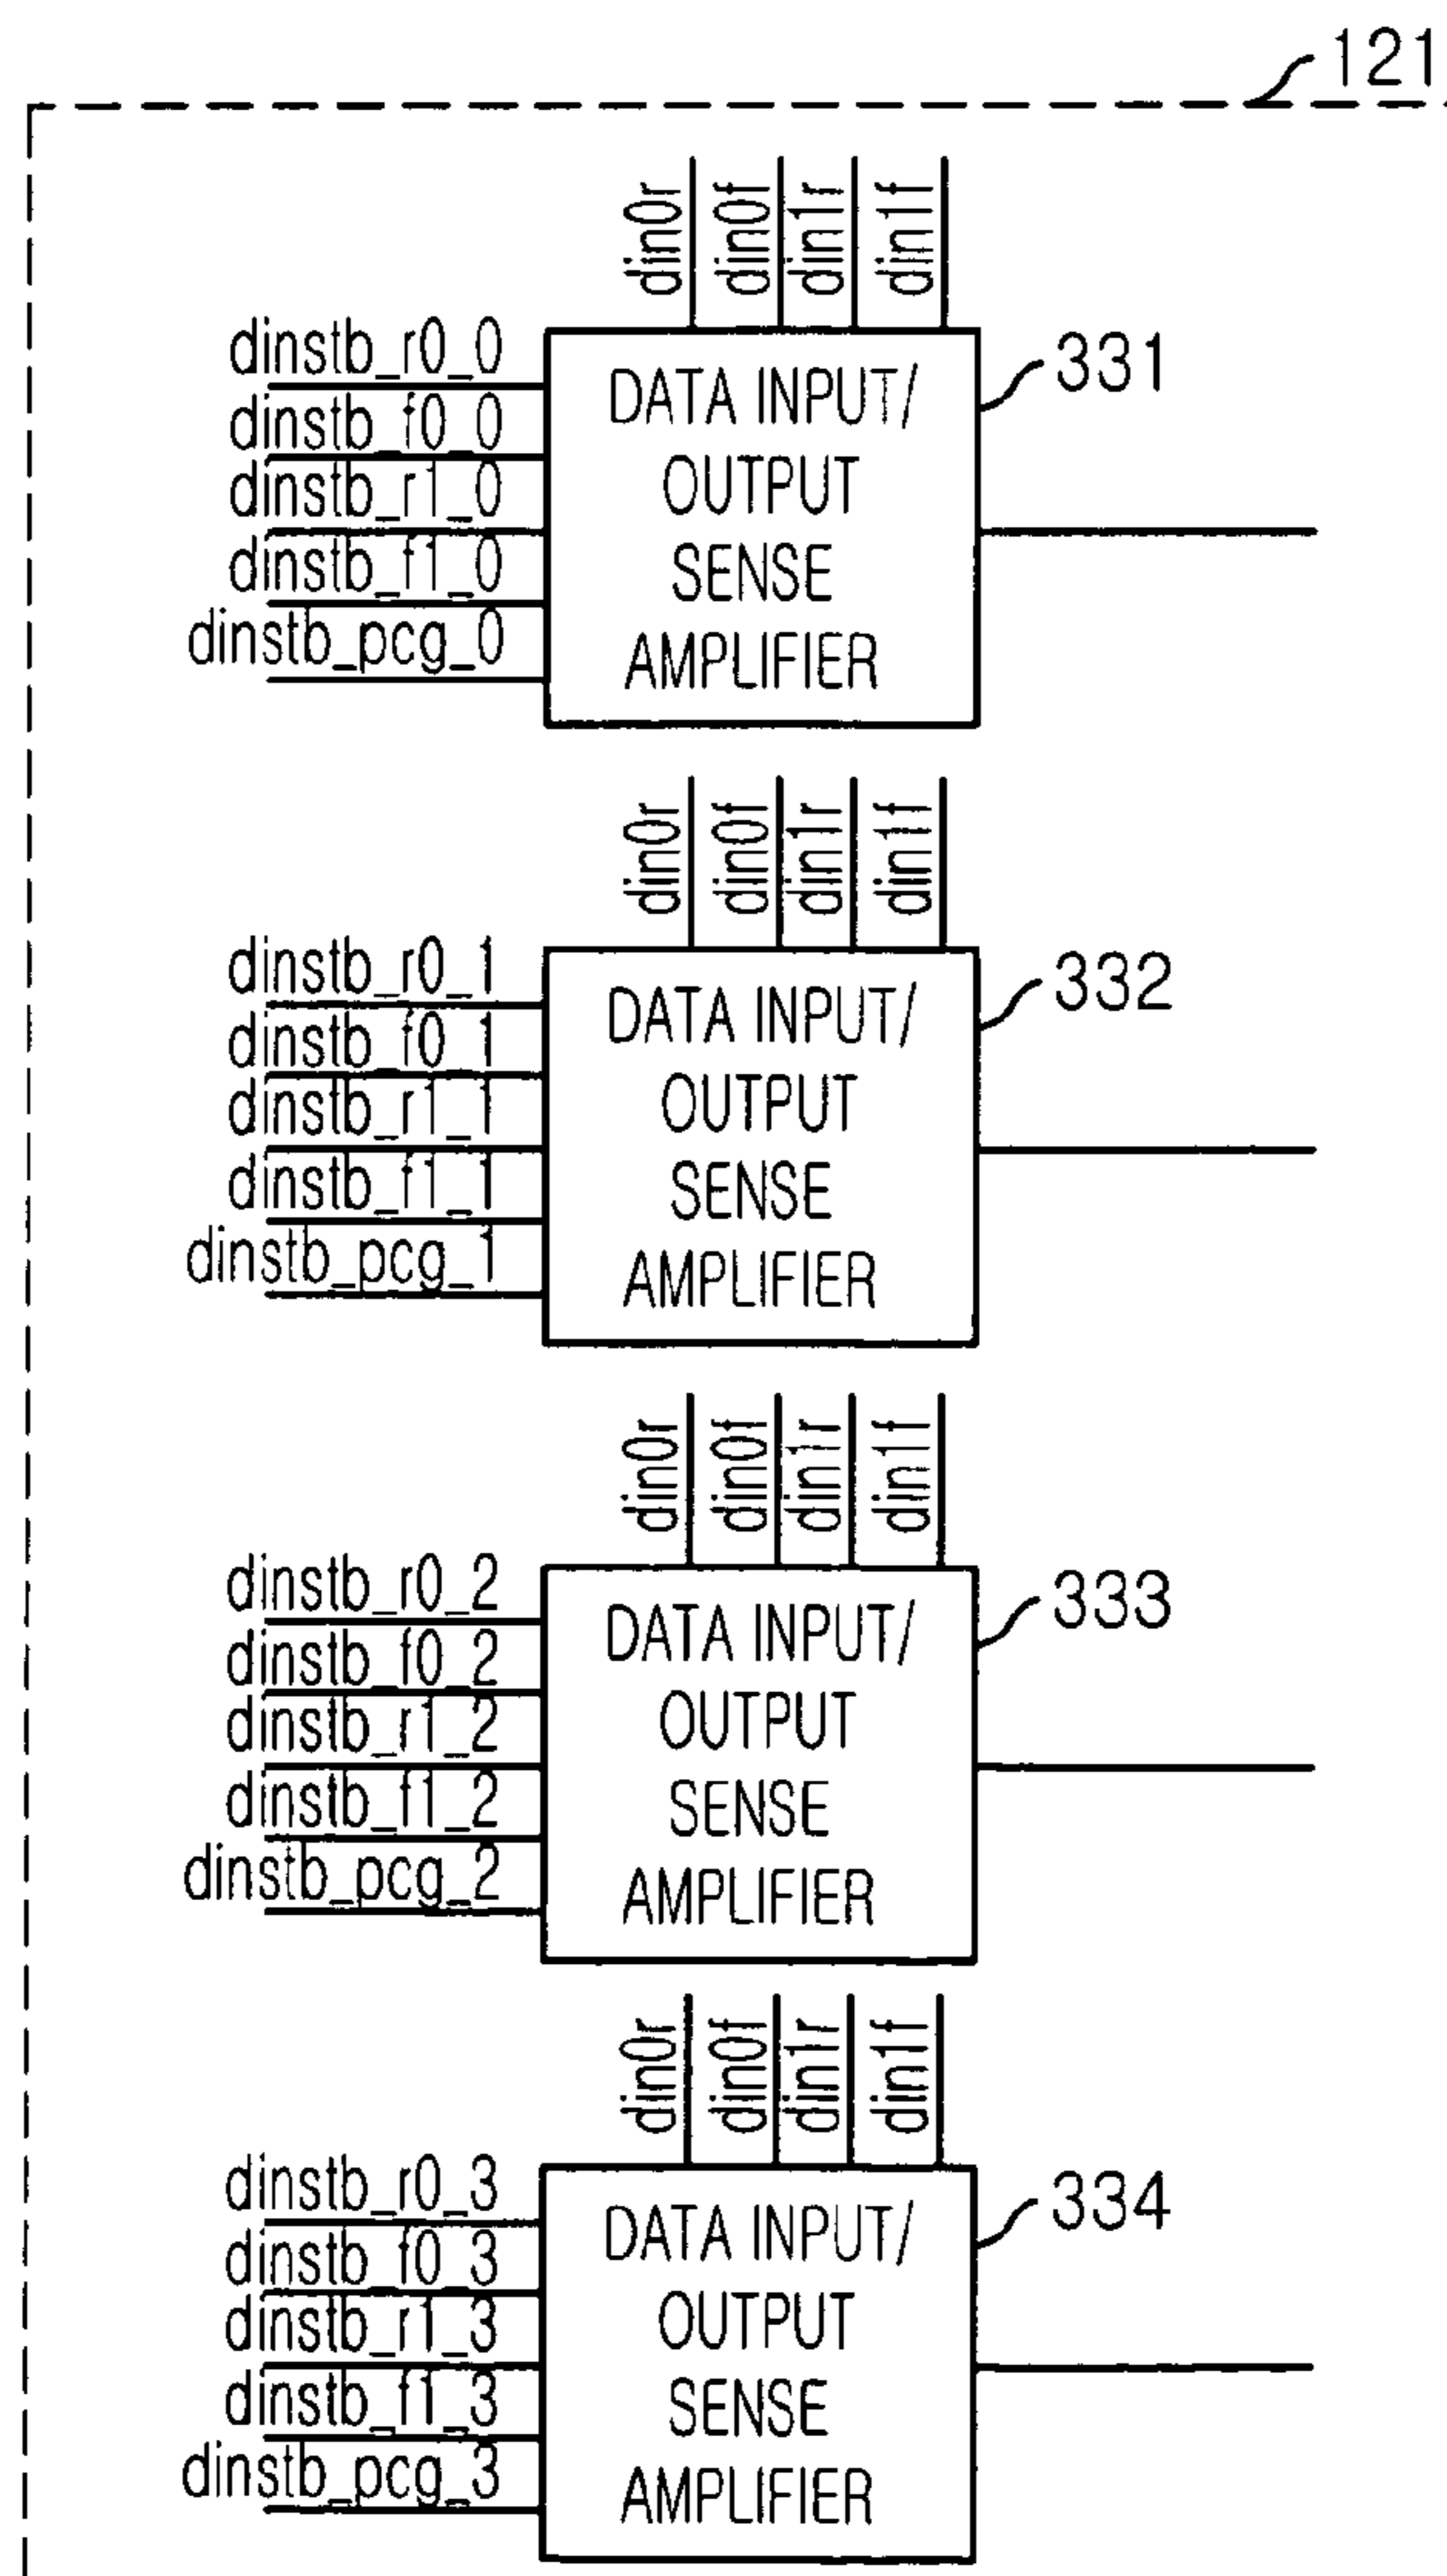 121
din0r din0f din1r din1f
dinstb_r0_0
dinstb_f0_0
dinstb_r1_0
dinstb_f1_0
dinstb_pcg_0
DATA INPUT/
OUTPUT
SENSE
AMPLIFIER
331
din0r din0f din1r din1f
dinstb_r0_1
dinstb_f0_1
dinstb_r1_1
dinstb_f1_1
dinstb_pcg_1
DATA INPUT/
OUTPUT
SENSE
AMPLIFIER
332
din0r din0f din1r din1f
dinstb_r0_2
dinstb_f0_2
dinstb_r1_2
dinstb_f1_2
dinstb_pcg_2
DATA INPUT/
OUTPUT
SENSE
AMPLIFIER
333
din0r din0f din1r din1f
dinstb_r0_3
dinstb_f0_3
dinstb_r1_3
dinstb_f1_3
dinstb_pcg_3
DATA INPUT/
OUTPUT
SENSE
AMPLIFIER
334